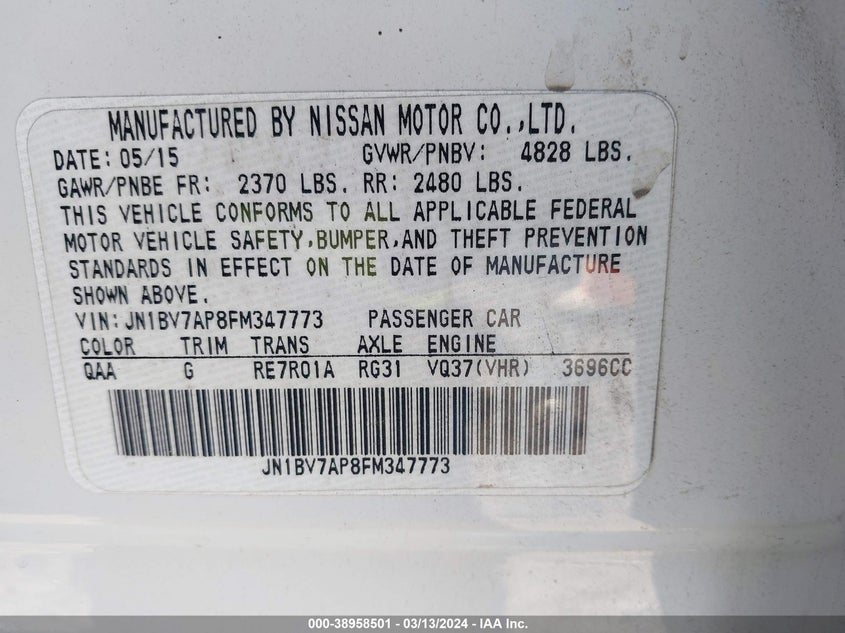 MANUFACTURED BY NISSAN MOTOR CO.,LTD.
DATE: 05/15 GVWR/PNBV: 4828 LBS.
GAWR/PNBE FR: 2370 LBS. RR: 2480 LBS.
THIS VEHICLE CONFORMS TO ALL APPLICABLE FEDERAL
MOTOR VEHICLE SAFETY,BUMPER,AND THEFT PREVENTION
STANDARDS IN EFFECT ON THE DATE OF MANUFACTURE
SHOWN ABOVE.
VIN:JN1BV7AP8FM347773 PASSENGER CAR
COLOR TRIM TRANS AXLE ENGINE
QAA G RE7R01A RG31 VQ37(VHR) 3696CC
JN1BV7AP8FM347773
000-38958501 - 03/13/2024 - IAA Inc.